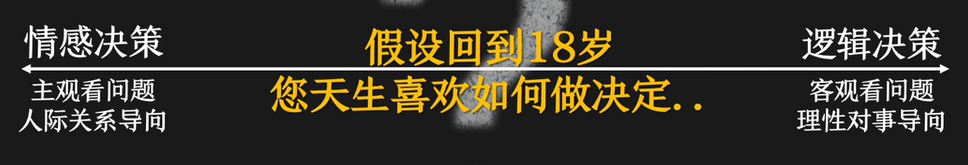 情感决策
主观看问题
人际关系导向
假设回到18岁
您天生喜欢如何做决定..
逻辑决策
客观看问题
理性对事导向